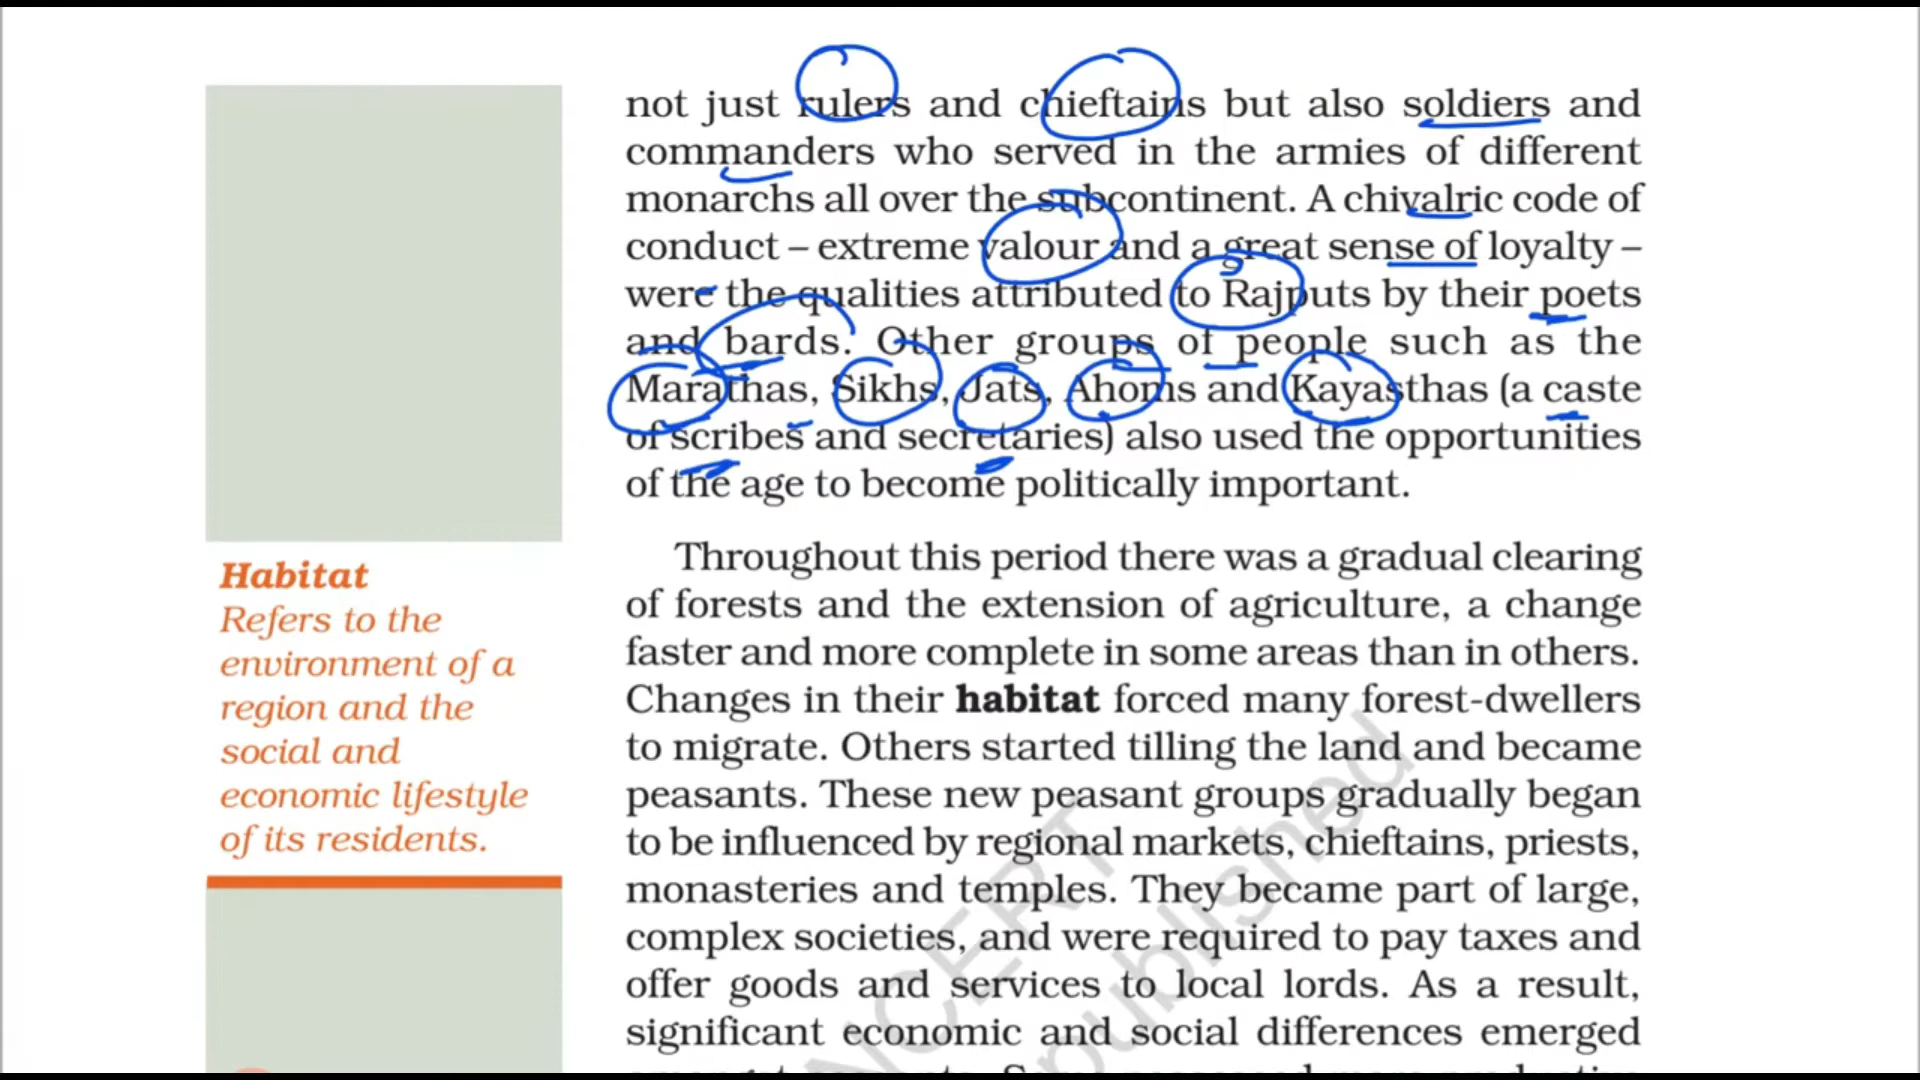 not just rulers and chieftains but also soldiers and
commanders who served in the armies of different
monarchs all over the subcontinent. A chivalric code of
conduct – extreme valour and a great sense of loyalty –
were the qualities attributed to Rajputs by their poets
and bards. Other groups of people such as the
Marathas, Sikhs, Jats, Ahoms and Kayasthas (a caste
of scribes and secretaries) also used the opportunities
of the age to become politically important.
Habitat
Refers to the
environment of a
region and the
social and
economic lifestyle
of its residents.
Throughout this period there was a gradual clearing
of forests and the extension of agriculture, a change
faster and more complete in some areas than in others.
Changes in their habitat forced many forest-dwellers
to migrate. Others started tilling the land and became
peasants. These new peasant groups gradually began
to be influenced by regional markets, chieftains, priests,
monasteries and temples. They became part of large,
complex societies, and were required to pay taxes and
offer goods and services to local lords. As a result,
significant economic and social differences emerged
NCERT
published